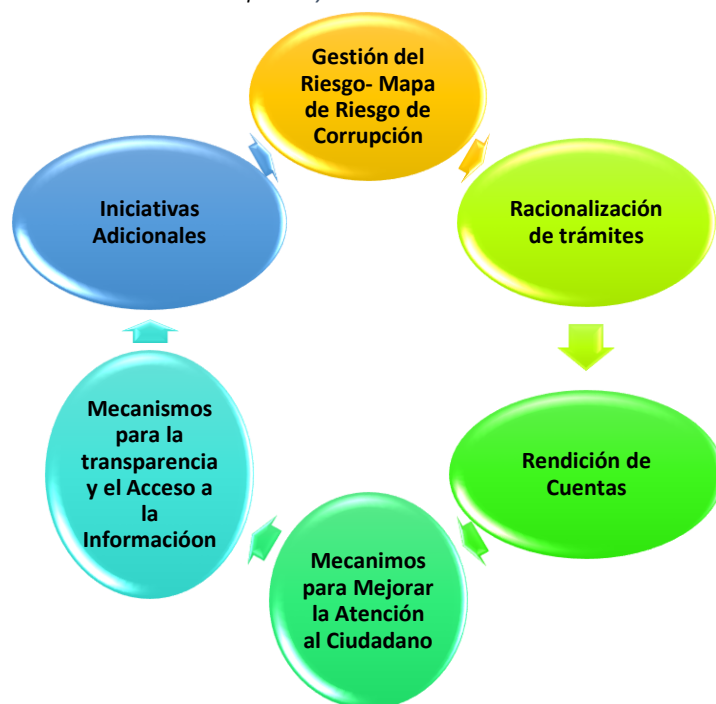 Gestión del
Riesgo- Mapa
de Riesgo de
Corrupción
Racionalización
de trámites
Rendición de
Cuentas
Mecanimos
para Mejorar
la Atención
al Ciudadano
Mecanismos
para la
transparencia
y el Acceso a
la
Informacióon
Iniciativas
Adicionales